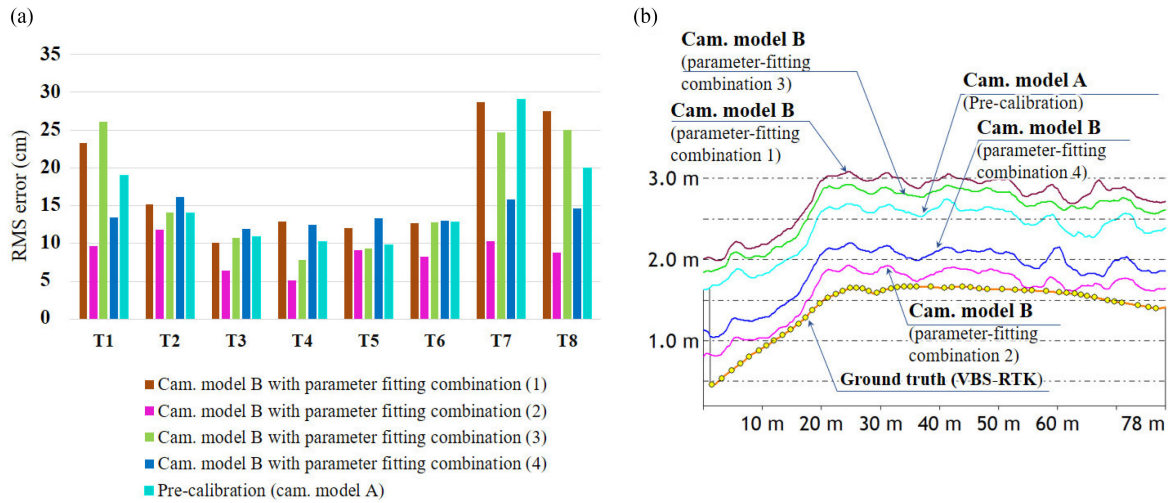 (a)
35
30
25
20
15
10
5
0
RMS error (cm)
T1 T2 T3 T4 T5 T6 T7 T8
Cam. model B with parameter fitting combination (1)
Cam. model B with parameter fitting combination (2)
Cam. model B with parameter fitting combination (3)
Cam. model B with parameter fitting combination (4)
Pre-calibration (cam. model A)
(b)
Cam. model B
(parameter-fitting
combination 3)
Cam. model A
(Pre-calibration)
Cam. model B
(parameter-fitting
combination 1)
Cam. model B
(parameter-fitting
combination 4)
3.0 m
2.0 m
1.0 m
Cam. model B
(parameter-fitting
combination 2)
Ground truth (VBS-RTK)
10 m 20 m 30 m 40 m 50 m 60 m 78 m